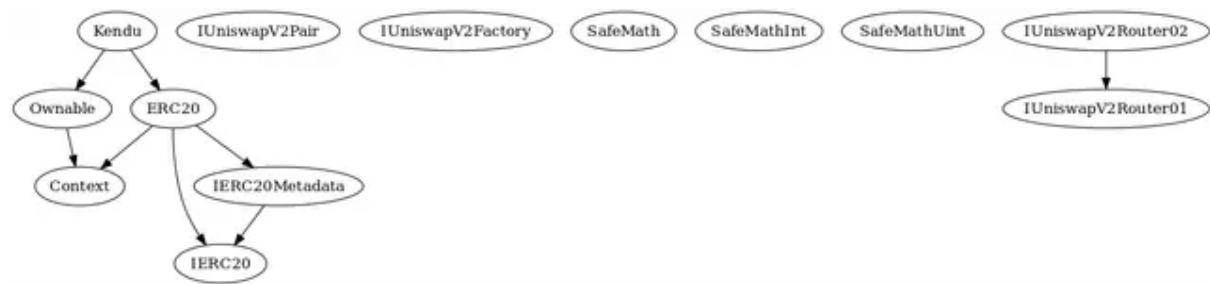 Kendu
IUniswapV2Pair
IUniswapV2Factory
SafeMath
SafeMathInt
SafeMathUint
IUniswapV2Router02
Ownable
ERC20
IUniswapV2Router01
Context
IERC20Metadata
IERC20